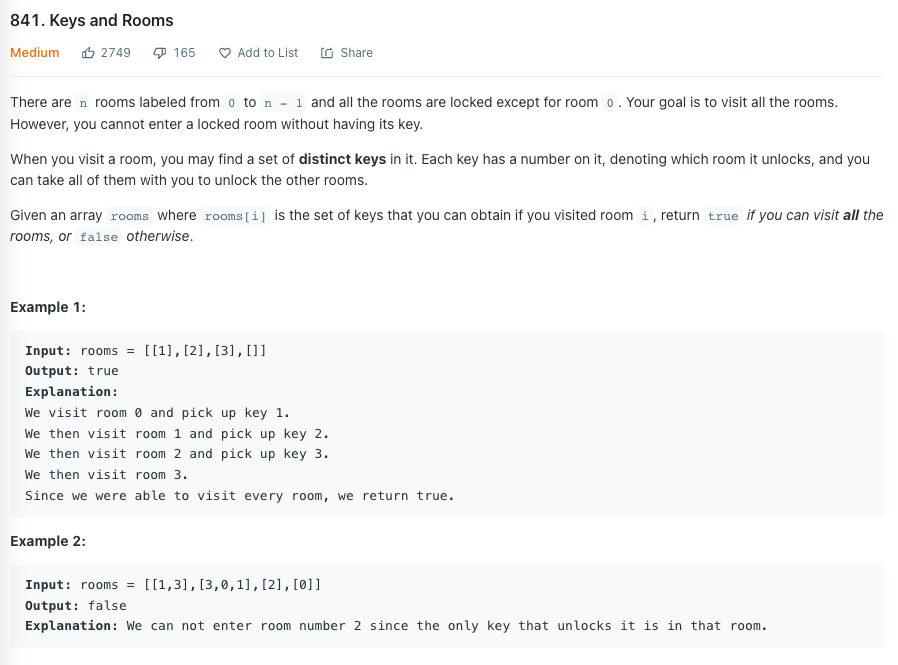 841. Keys and Rooms
Medium 2749 165 Add to List Share
There are n rooms labeled from 0 to n - 1 and all the rooms are locked except for room 0. Your goal is to visit all the rooms.
However, you cannot enter a locked room without having its key.
When you visit a room, you may find a set of distinct keys in it. Each key has a number on it, denoting which room it unlocks, and you
can take all of them with you to unlock the other rooms.
Given an array rooms where rooms[i] is the set of keys that you can obtain if you visited room i, return true if you can visit all the
rooms, or false otherwise.
Example 1:
Input: rooms = [[1],[2],[3],[]]
Output: true
Explanation:
We visit room 0 and pick up key 1.
We then visit room 1 and pick up key 2.
We then visit room 2 and pick up key 3.
We then visit room 3.
Since we were able to visit every room, we return true.
Example 2:
Input: rooms = [[1,3],[3,0,1],[2],[0]]
Output: false
Explanation: We can not enter room number 2 since the only key that unlocks it is in that room.